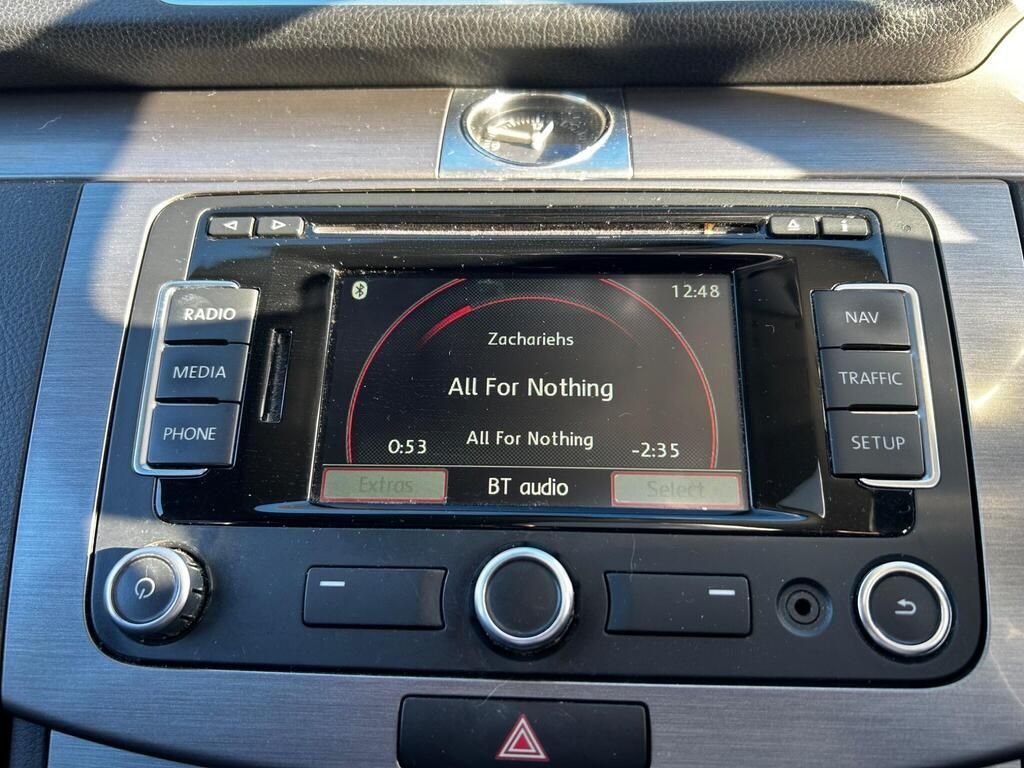 12:48
Zachariehs
All For Nothing
All For Nothing
0:53
-2:35
Extras
BT audio
Select
RADIO
MEDIA
PHONE
NAV
TRAFFIC
SETUP
i